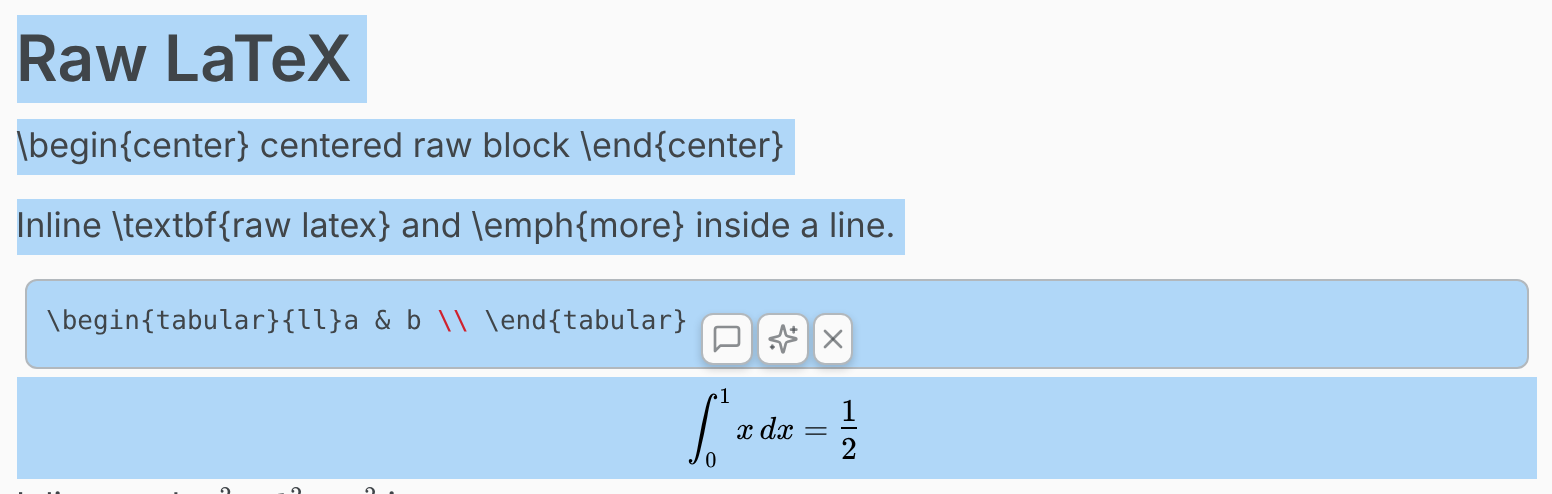 Raw LaTeX
\begin{center} centered raw block \end{center}
Inline \textbf{raw latex} and \emph{more} inside a line.
\begin{tabular}{ll}a & b \\ \end{tabular}
∫₀¹ x dx = 1/2